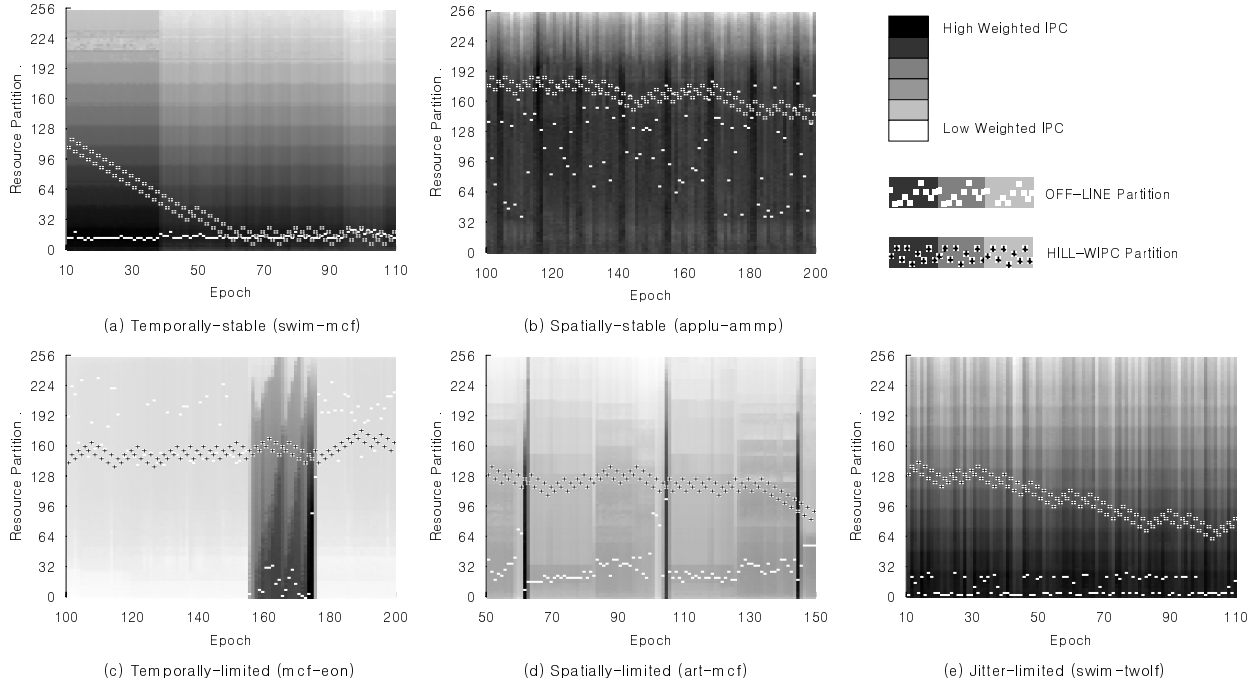 256
224
192
160
128
96
64
32
0
Resource Partition .
10 30 50 70 90 110
Epoch
(a) Temporally-stable (swim-mcf)
256
224
192
160
128
96
64
32
0
Resource Partition .
100 120 140 160 180 200
Epoch
(b) Spatially-stable (applu-ammp)
High Weighted IPC
Low Weighted IPC
OFF-LINE Partition
HILL-WIPC Partition
256
224
192
160
128
96
64
32
0
Resource Partition .
100 120 140 160 180 200
Epoch
(c) Temporally-limited (mcf-eon)
256
224
192
160
128
96
64
32
0
Resource Partition .
50 70 90 110 130 150
Epoch
(d) Spatially-limited (art-mcf)
256
224
192
160
128
96
64
32
0
Resource Partition .
10 30 50 70 90 110
Epoch
(e) Jitter-limited (swim-twolf)